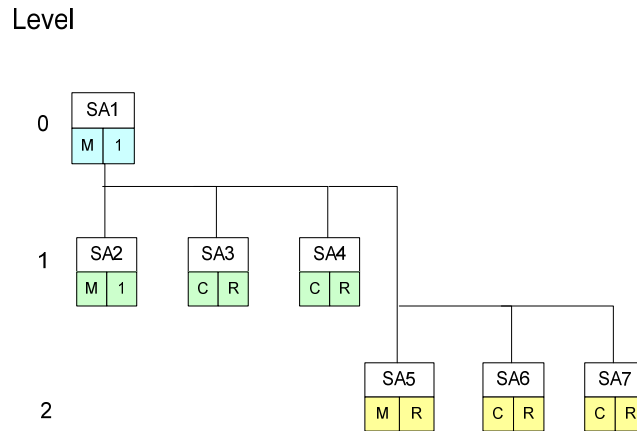 Level
0
SA1
M 1
1
SA2 SA3 SA4
M 1 C R C R
2
SA5 SA6 SA7
M R C R C R